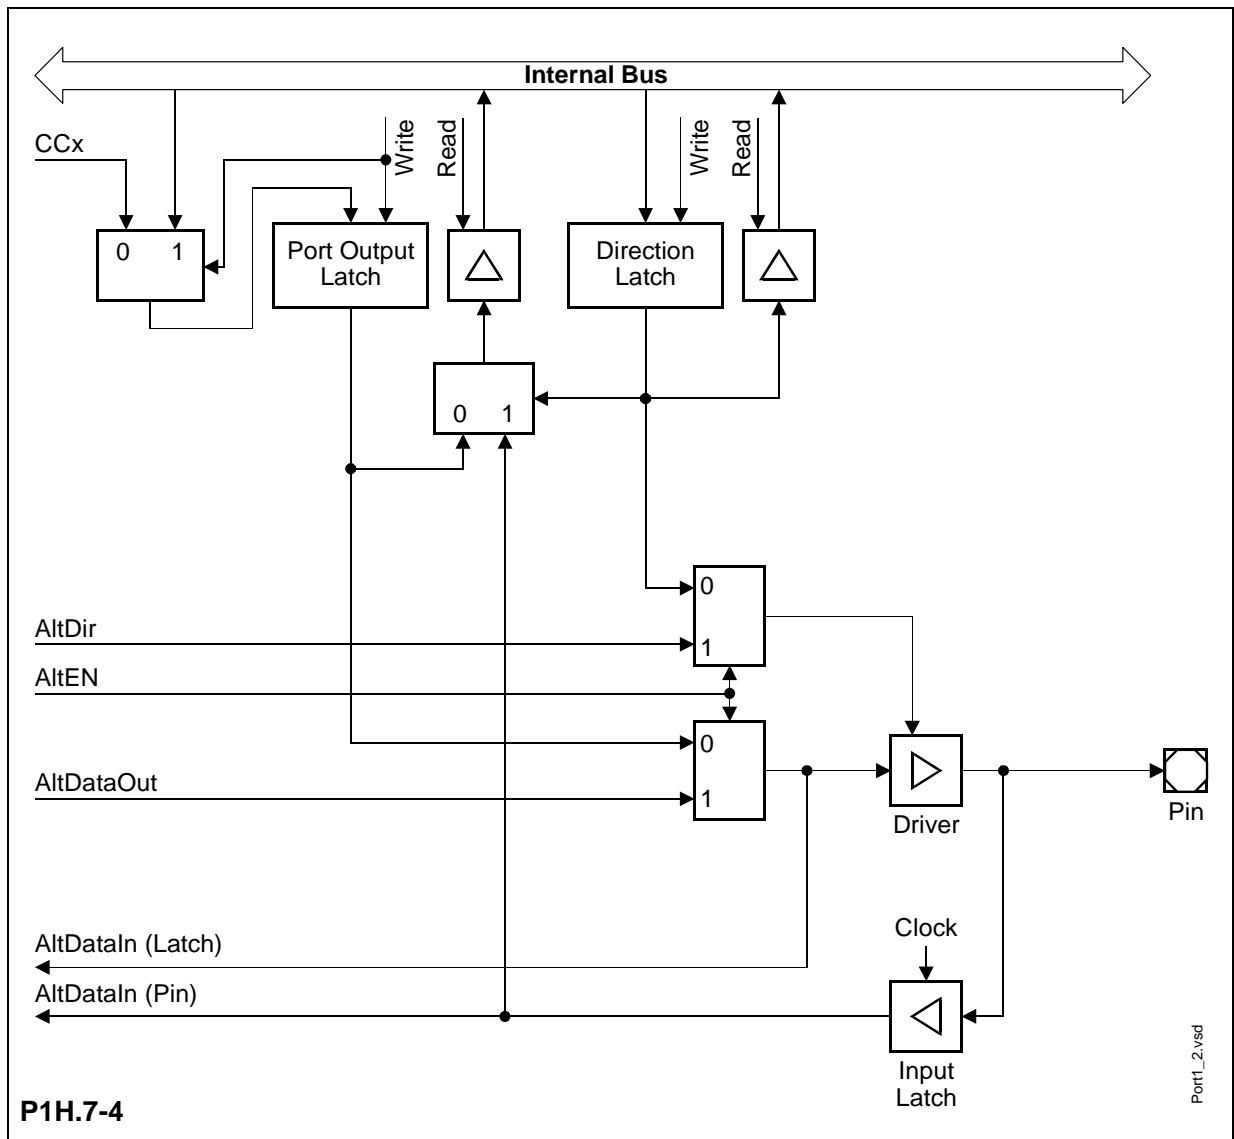 Internal Bus
CCx
Write
Read
Write
Read
0 1
Port Output
Latch
Direction
Latch
0 1
0
AltDir
1
AltEN
0
AltDataOut
1
Driver
Pin
Clock
AltDataIn (Latch)
AltDataIn (Pin)
Input
Latch
Port1_2.vsd
P1H.7-4